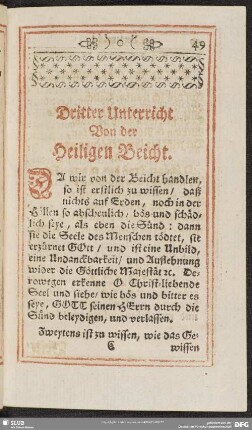 49
Dritter Unterricht
Von der
Heiligen Beicht.
DA wir von der Beicht handlen,
so ist erstlich zu wissen / daß
nichts auf Erden, noch in der
Höllen so abscheulich, bös und schäd-
lich seye, als eben die Sünd: dann
sie die Seele des Menschen tödtet, sie
erzürnet GOtt / und ist eine Unbild,
eine Undanckbarkeit / und Auflehnung
wider die Göttliche Majestät ꝛc. De-
rowegen erkenne O Christ-liebende
Seel und siehe / wie bös und bitter es
seye, GOTT seinen HErrn durch die
Sünd beleydigen, und verlassen.
Zweytens ist zu wissen, wie das Ge-
C wissen
SLUB
DFG